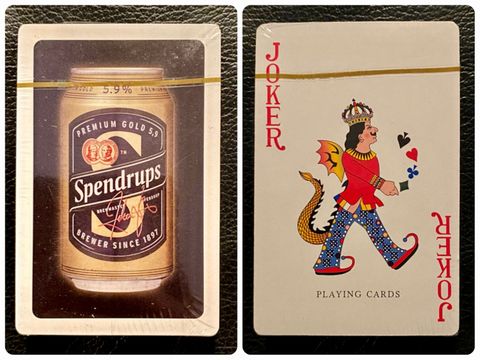 5.9%
PREMIUM GOLD 5,9
Spendrups
BREWER SINCE 1897
JOKER
PLAYING CARDS
JOKER